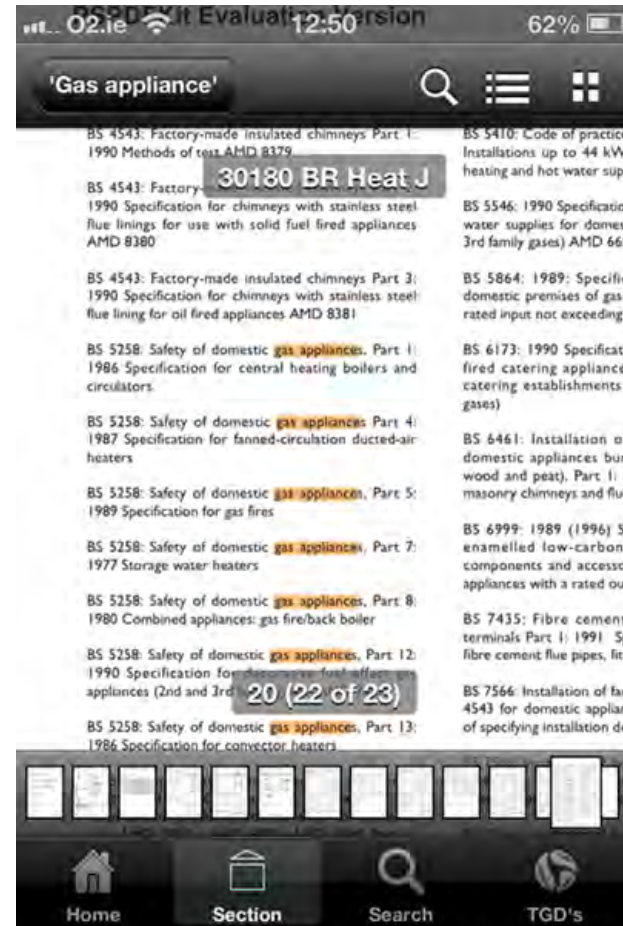 PSPDFKit Evaluation Version
O2.ie 12:50 62%
'Gas appliance'
30180 BR Heat J
BS 4543: Factory-made insulated chimneys Part 1:
1990 Methods of test AMD 8379
BS 4543: Factory-
1990 Specification for chimneys with stainless steel
flue linings for use with solid fuel fired appliances
AMD 8380
BS 4543: Factory-made insulated chimneys Part 3:
1990 Specification for chimneys with stainless steel
flue lining for oil fired appliances AMD 8381
BS 5258: Safety of domestic gas appliances, Part 1:
1986 Specification for central heating boilers and
circulators
BS 5258: Safety of domestic gas appliances Part 4:
1987 Specification for fanned-circulation ducted-air
heaters
BS 5258: Safety of domestic gas appliances, Part 5:
1989 Specification for gas fires
BS 5258: Safety of domestic gas appliances, Part 7:
1977 Storage water heaters
BS 5258: Safety of domestic gas appliances, Part 8:
1980 Combined appliances: gas fire/back boiler
BS 5258: Safety of domestic gas appliances, Part 12:
1990 Specification for decorative fuel effect gas
appliances (2nd and 3rd
BS 5258: Safety of domestic gas appliances, Part 13:
1986 Specification for convector heaters
BS 5410: Code of practice
Installations up to 44 kW
heating and hot water sup
BS 5546: 1990 Specificatio
water supplies for domes
3rd family gases) AMD 66
BS 5864: 1989: Specific
domestic premises of gas
rated input not exceeding
BS 6173: 1990 Specificat
fired catering appliance
catering establishments
gases)
BS 6461: Installation o
domestic appliances bur
wood and peat). Part 1:
masonry chimneys and flu
BS 6999: 1989 (1996) S
enamelled low-carbon
components and accesso
appliances with a rated ou
BS 7435: Fibre cement
terminals Part 1: 1991 Sp
fibre cement flue pipes, fit
BS 7566: Installation of fa
4543 for domestic applian
of specifying installation d
20 (22 of 23)
Home Section Search TGD's